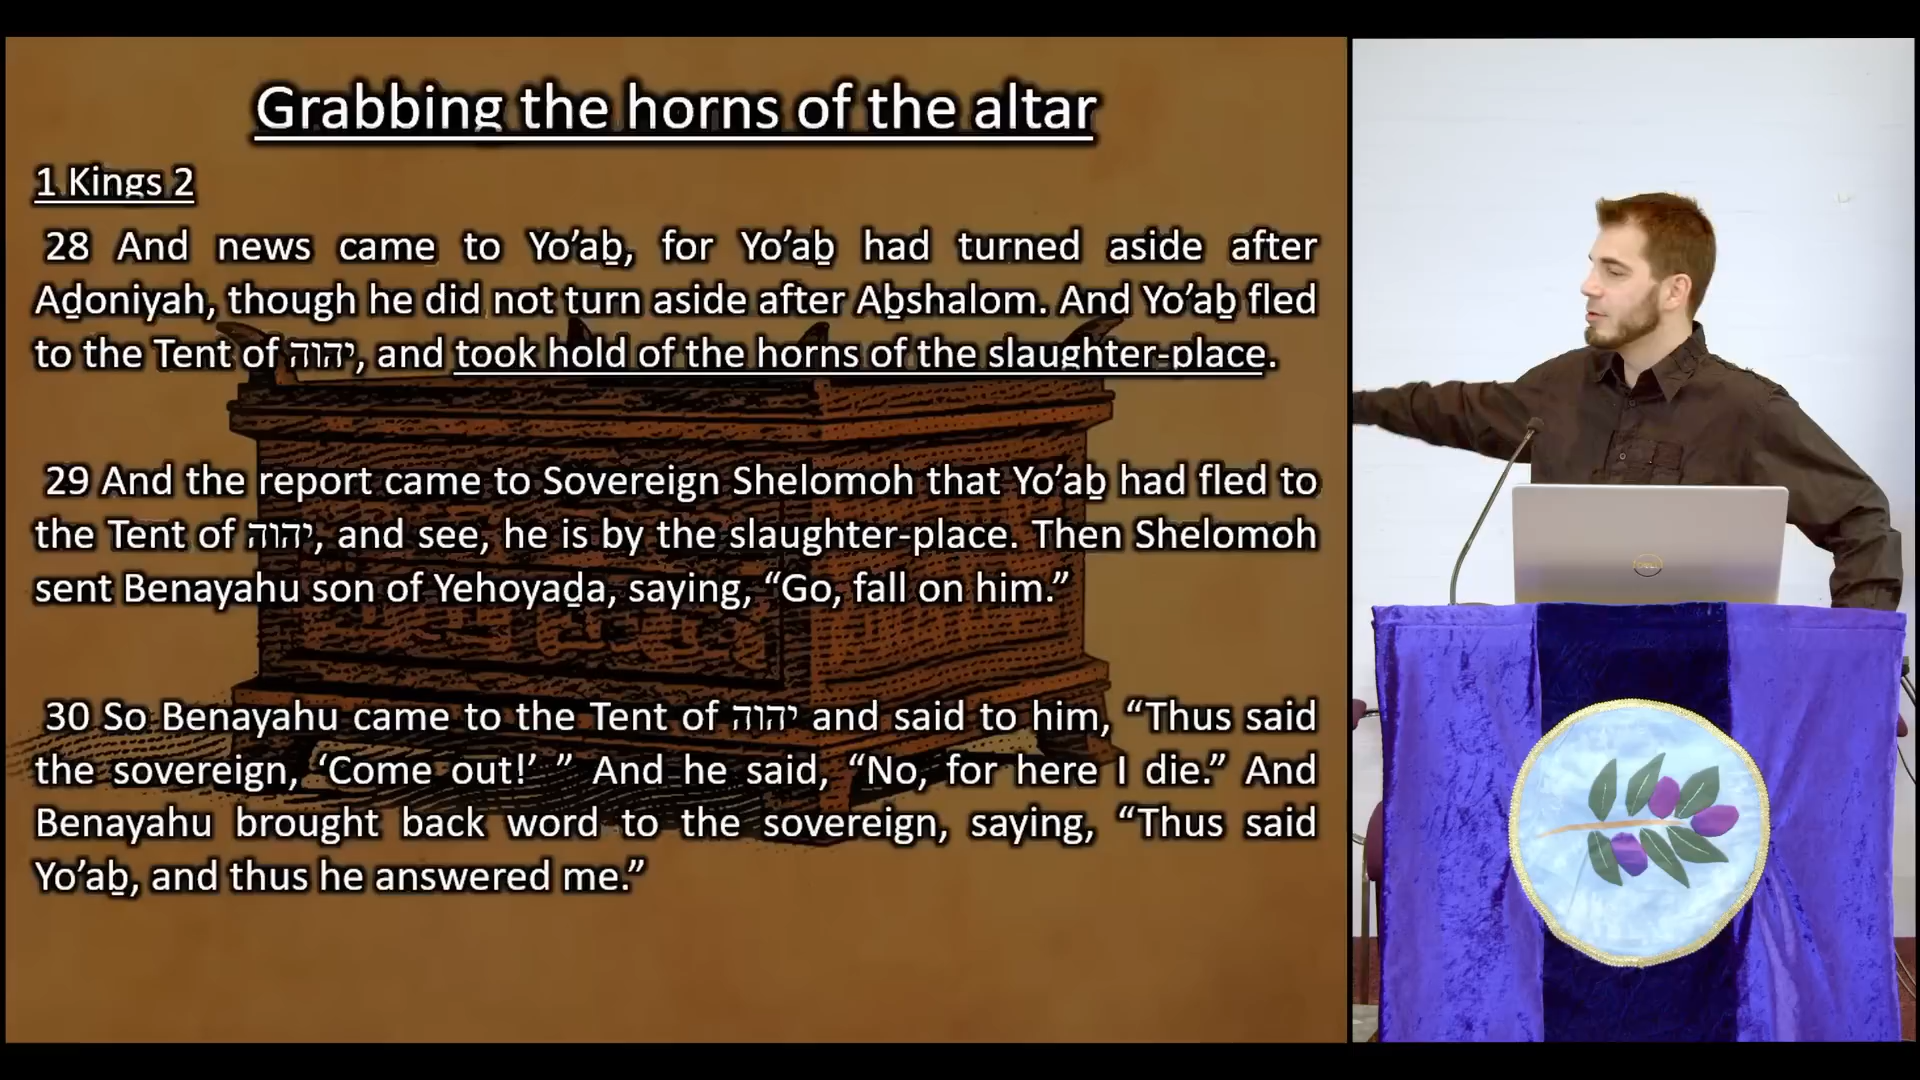 Grabbing the horns of the altar
1 Kings 2
28 And news came to Yo’aḇ, for Yo’aḇ had turned aside after
Aḏoniyah, though he did not turn aside after Aḇshalom. And Yo’aḇ fled
to the Tent of יהוה, and took hold of the horns of the slaughter-place.
29 And the report came to Sovereign Shelomoh that Yo’aḇ had fled to
the Tent of יהוה, and see, he is by the slaughter-place. Then Shelomoh
sent Benayahu son of Yehoyaḏa, saying, “Go, fall on him.”
30 So Benayahu came to the Tent of יהוה and said to him, “Thus said
the sovereign, ‘Come out!’ ” And he said, “No, for here I die.” And
Benayahu brought back word to the sovereign, saying, “Thus said
Yo’aḇ, and thus he answered me.”
DELL